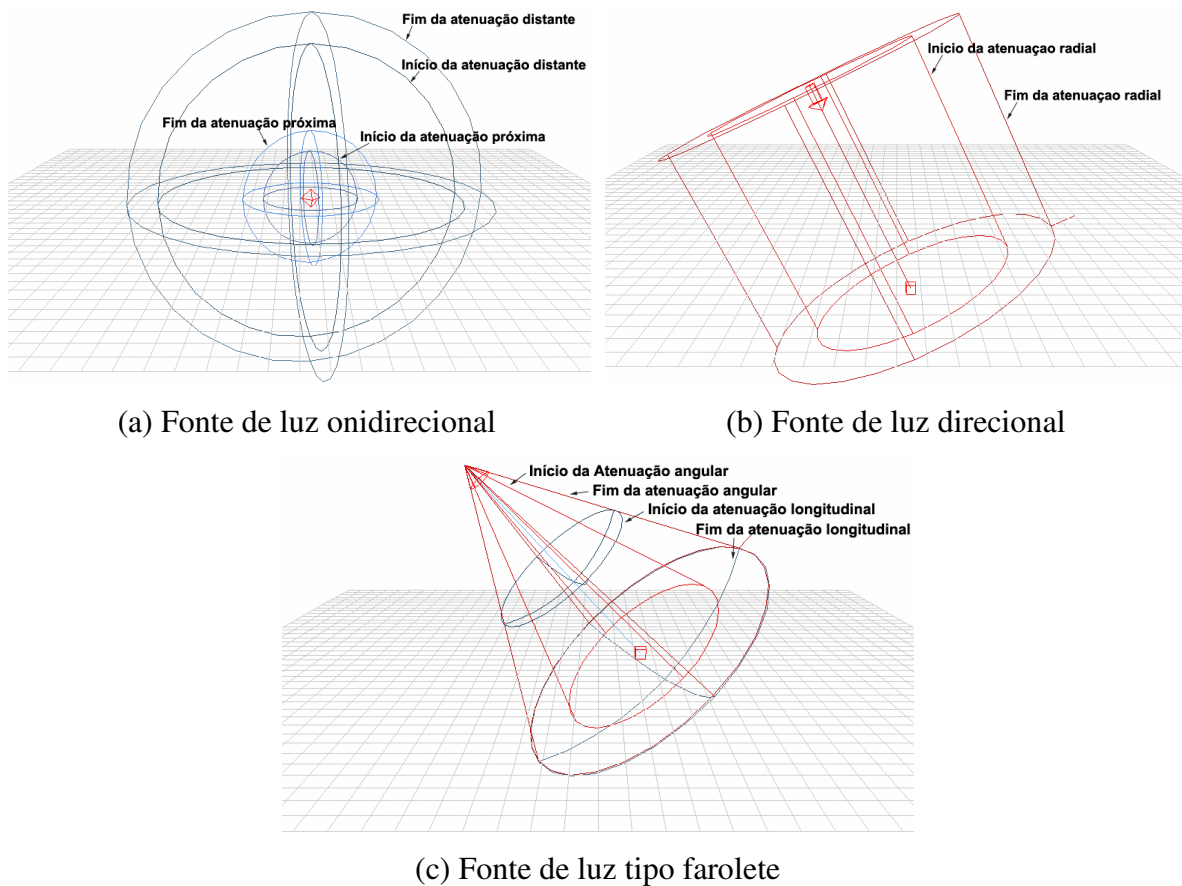 Fim da atenuação distante
Início da atenuação distante
Fim da atenuação próxima
Início da atenuação próxima
(a) Fonte de luz onidirecional
Inicio da atenuaçao radial
Fim da atenuaçao radial
(b) Fonte de luz direcional
Início da Atenuação angular
Fim da atenuação angular
Início da atenuação longitudinal
Fim da atenuação longitudinal
(c) Fonte de luz tipo farolete